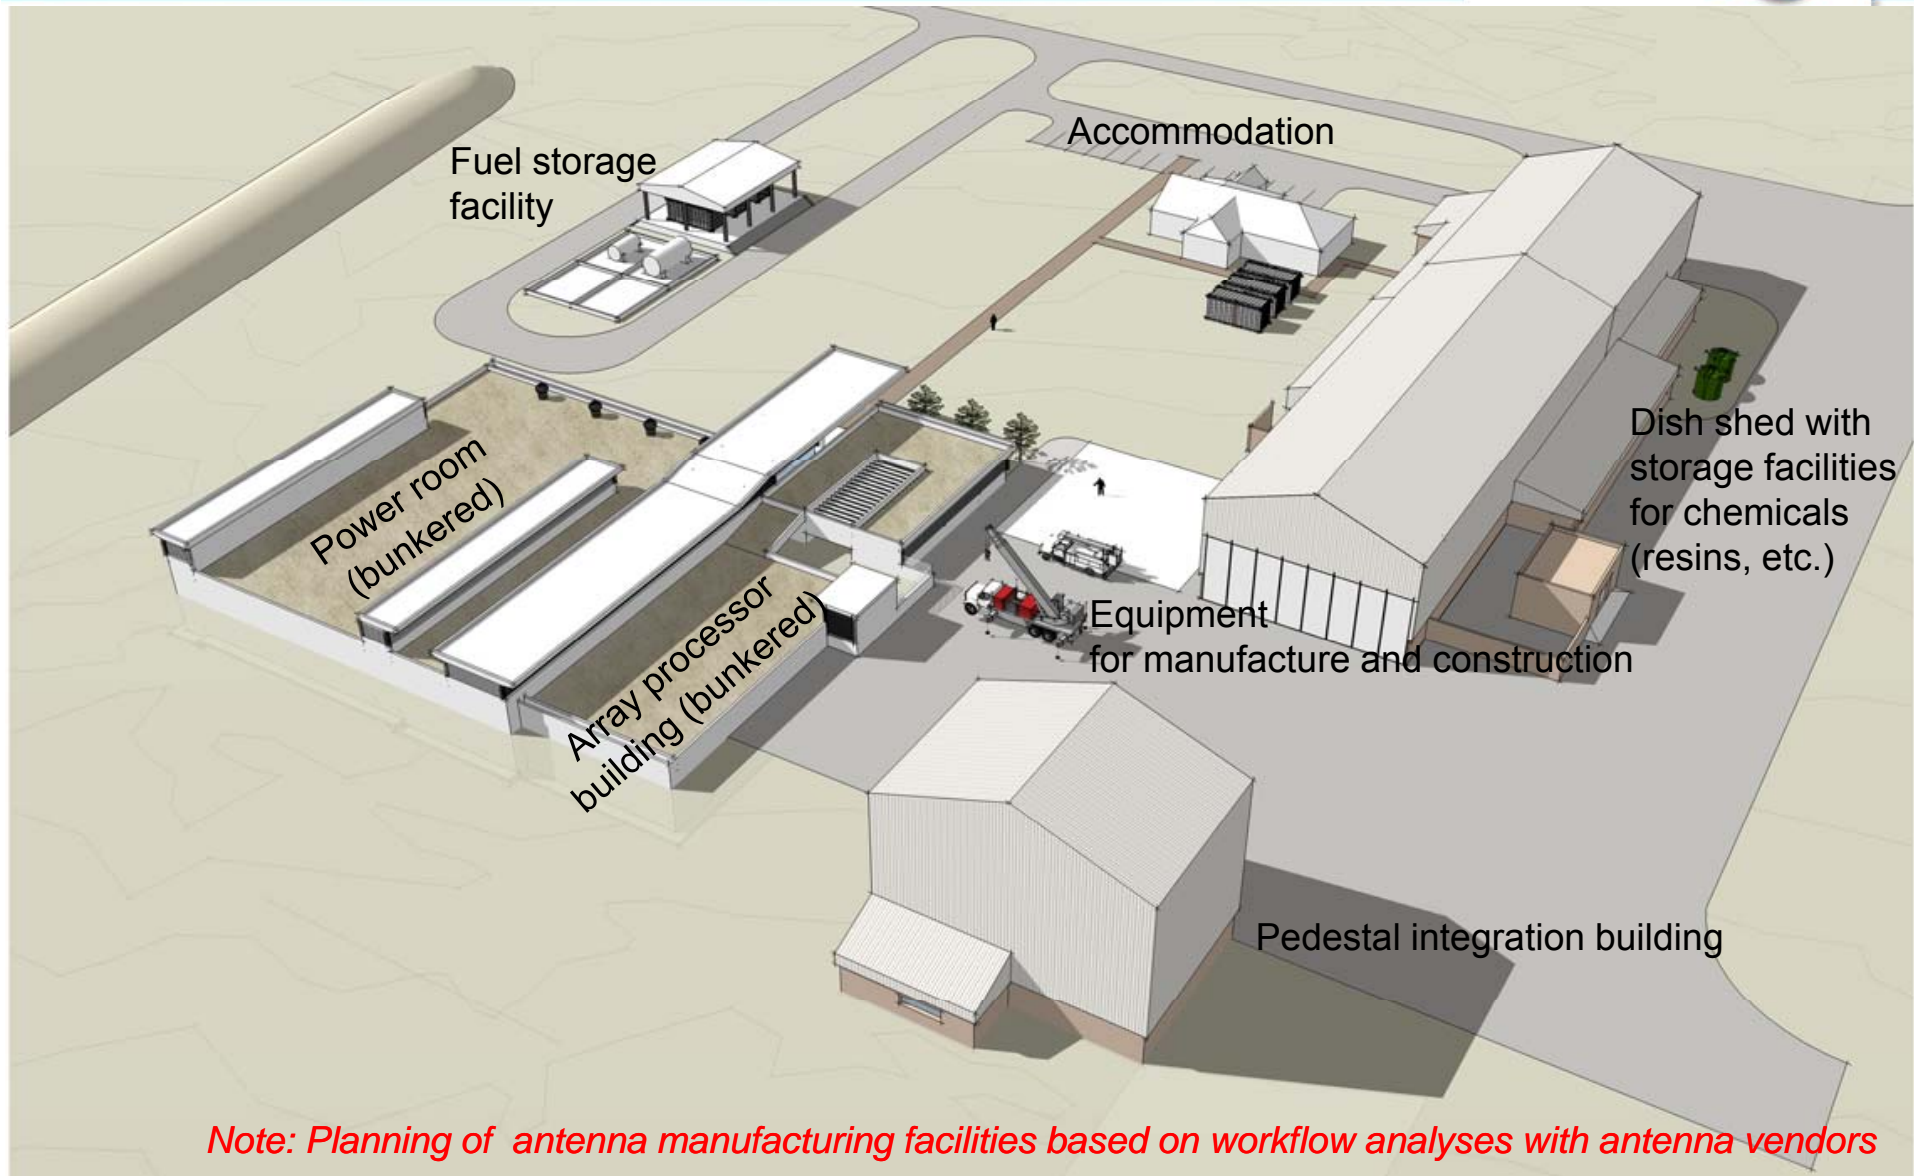 Accommodation
Fuel storage
facility
Power room
(bunkered)
Array processor
building (bunkered)
Dish shed with
storage facilities
for chemicals
(resins, etc.)
Equipment
for manufacture and construction
Pedestal integration building
Note: Planning of antenna manufacturing facilities based on workflow analyses with antenna vendors